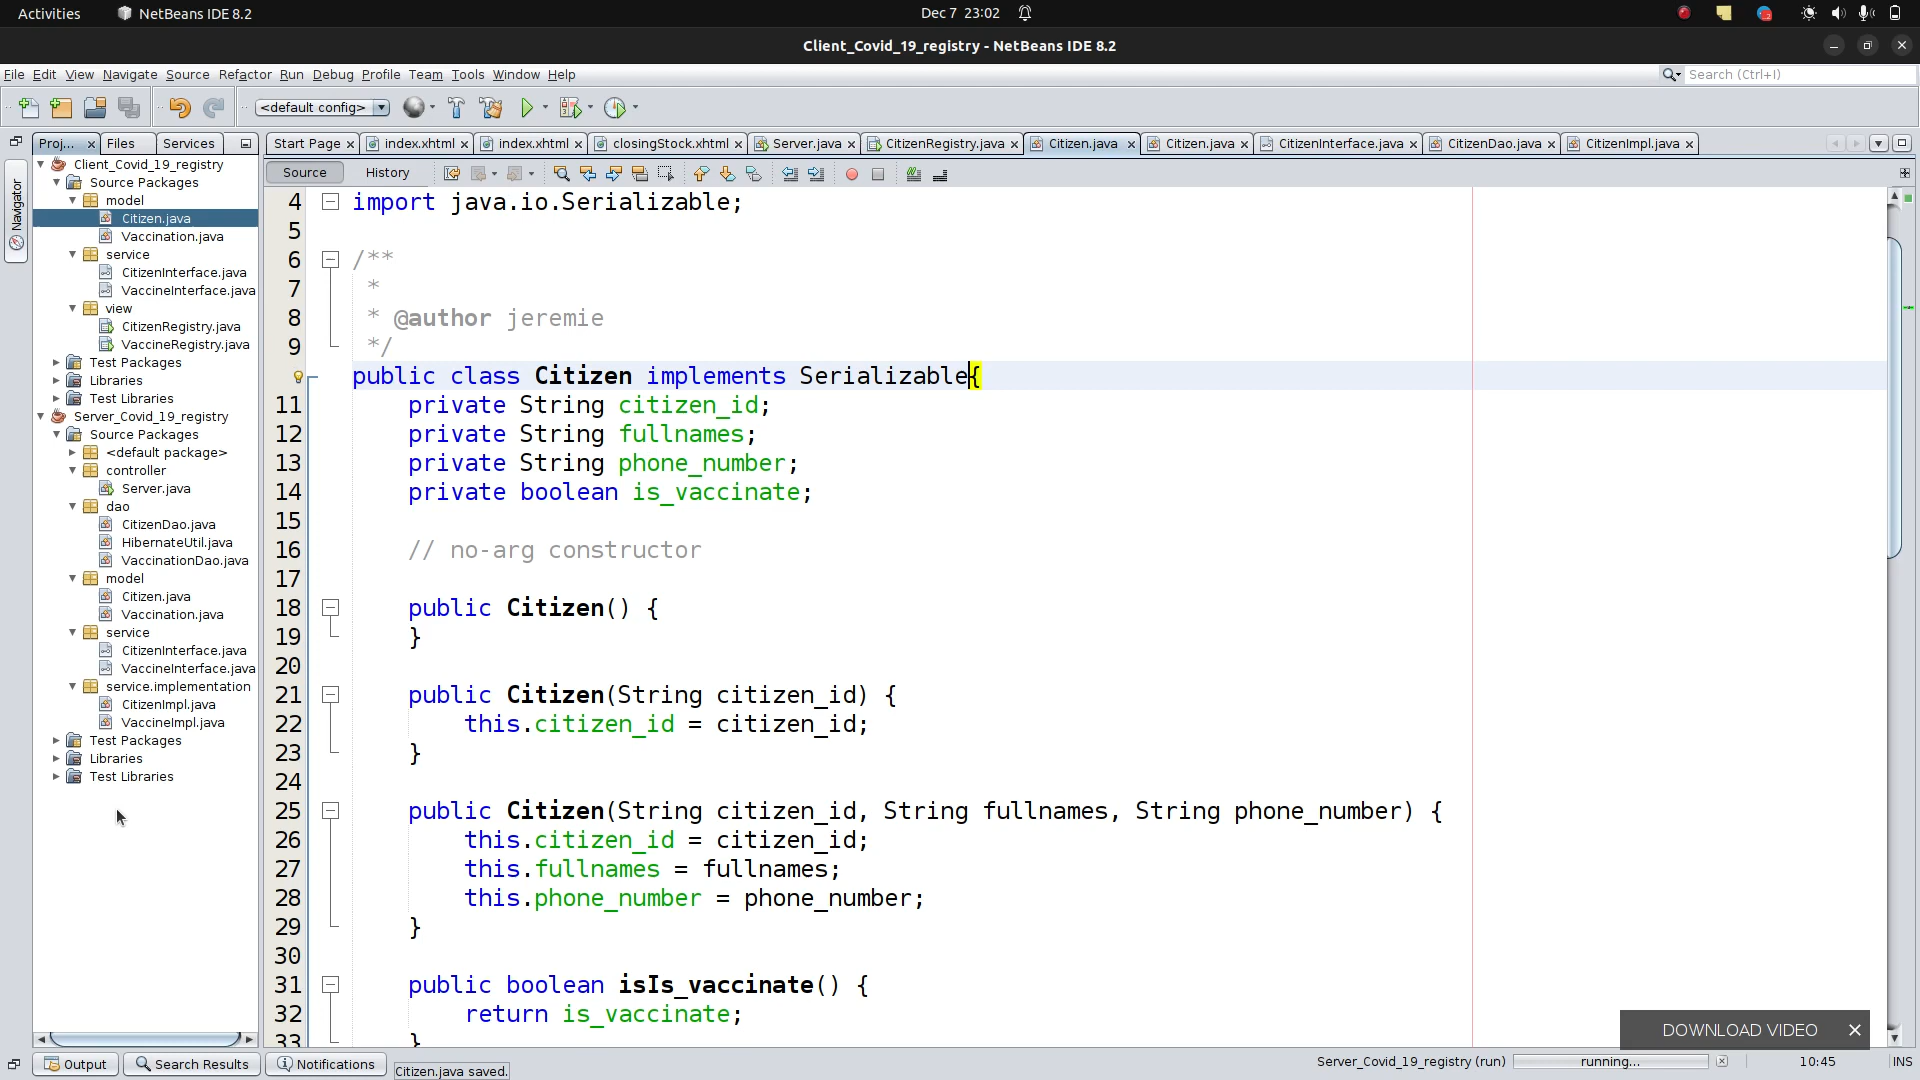 Activities NetBeans IDE 8.2 Dec 7 23:02
Client_Covid_19_registry - NetBeans IDE 8.2
File Edit View Navigate Source Refactor Run Debug Profile Team Tools Window Help Search (Ctrl+I)
<default config>
Proj... Files Services Start Page index.xhtml index.xhtml closingStock.xhtml Server.java CitizenRegistry.java Citizen.java Citizen.java CitizenInterface.java CitizenDao.java CitizenImpl.java
Source History
Navigator
Client_Covid_19_registry
Source Packages
model
Citizen.java
Vaccination.java
service
CitizenInterface.java
VaccineInterface.java
view
CitizenRegistry.java
VaccineRegistry.java
Test Packages
Libraries
Test Libraries
Server_Covid_19_registry
Source Packages
<default package>
controller
Server.java
dao
CitizenDao.java
HibernateUtil.java
VaccinationDao.java
model
Citizen.java
Vaccination.java
service
CitizenInterface.java
VaccineInterface.java
service.implementation
CitizenImpl.java
VaccineImpl.java
Test Packages
Libraries
Test Libraries
4 import java.io.Serializable;
5
6 /**
7 *
8 * @author jeremie
9 */
public class Citizen implements Serializable{
11 private String citizen_id;
12 private String fullnames;
13 private String phone_number;
14 private boolean is_vaccinate;
15
16 // no-arg constructor
17
18 public Citizen() {
19 }
20
21 public Citizen(String citizen_id) {
22 this.citizen_id = citizen_id;
23 }
24
25 public Citizen(String citizen_id, String fullnames, String phone_number) {
26 this.citizen_id = citizen_id;
27 this.fullnames = fullnames;
28 this.phone_number = phone_number;
29 }
30
31 public boolean isIs_vaccinate() {
32 return is_vaccinate;
33 }
DOWNLOAD VIDEO
Output Search Results Notifications Citizen.java saved. Server_Covid_19_registry (run) running... 10:45 INS